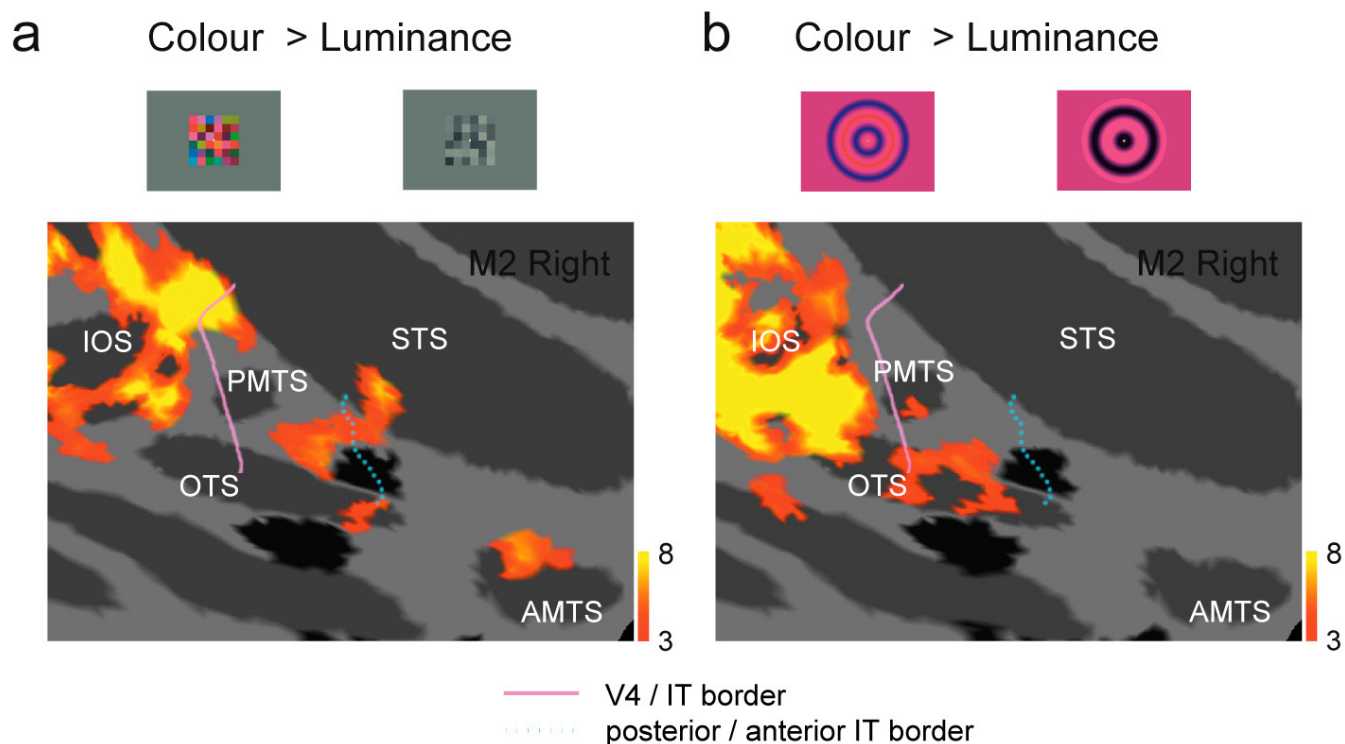 a
Colour > Luminance
b
Colour > Luminance
M2 Right
IOS
STS
PMTS
OTS
AMTS
8
3
M2 Right
IOS
STS
PMTS
OTS
AMTS
8
3
V4 / IT border
posterior / anterior IT border